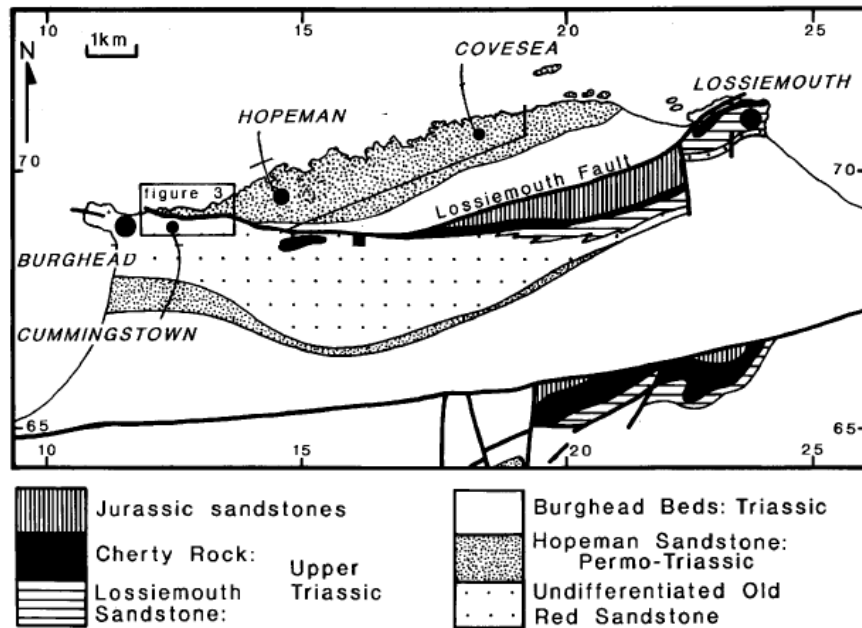 10 15 20 25
1km
N
COVESEA
LOSSIEMOUTH
HOPEMAN
70 70
figure 3
Lossiemouth Fault
BURGHEAD
CUMMINGSTOWN
65 65
10 15 20 25
Jurassic sandstones
Cherty Rock: Upper
Triassic
Lossiemouth
Sandstone:
Burghead Beds: Triassic
Hopeman Sandstone:
Permo-Triassic
Undifferentiated Old
Red Sandstone